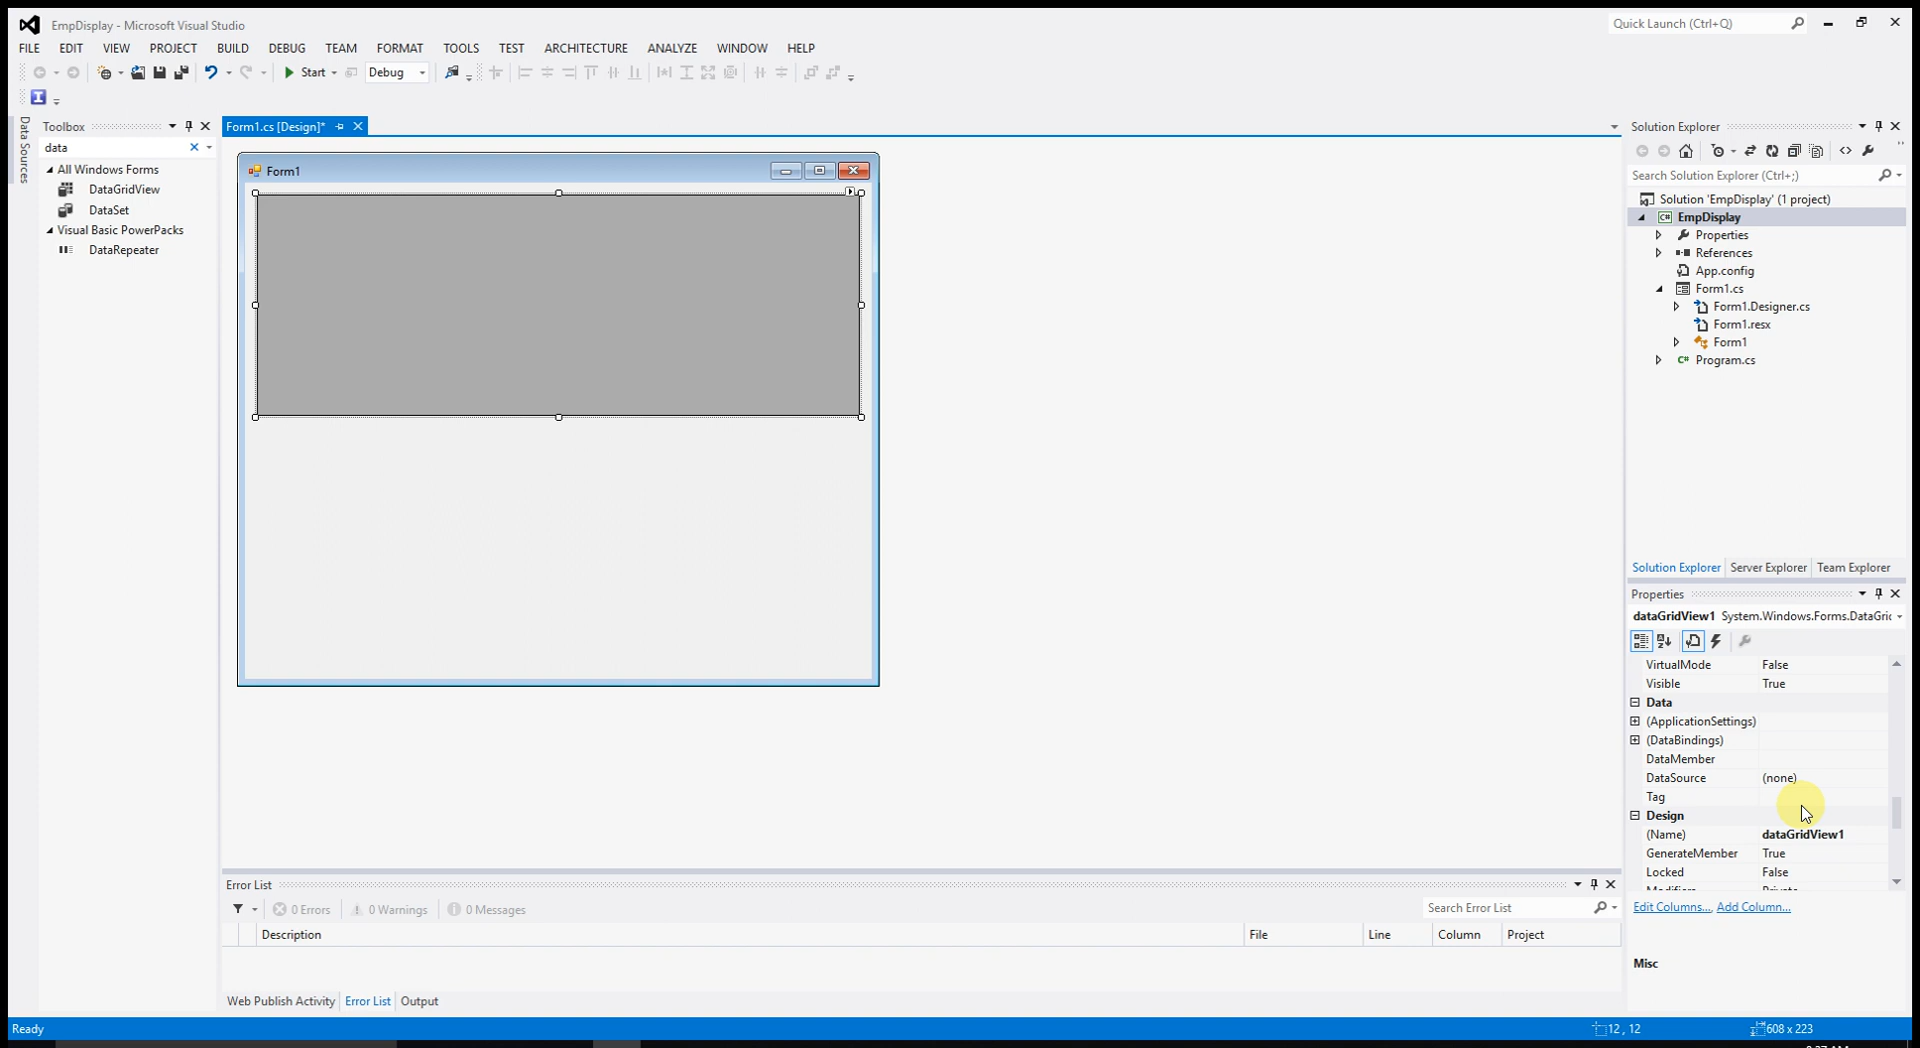 EmpDisplay - Microsoft Visual Studio
Quick Launch (Ctrl+Q)
FILE EDIT VIEW PROJECT BUILD DEBUG TEAM FORMAT TOOLS TEST ARCHITECTURE ANALYZE WINDOW HELP
Start Debug
Data Sources
Toolbox
data
All Windows Forms
DataGridView
DataSet
Visual Basic PowerPacks
DataRepeater
Form1.cs [Design]*
Form1
Solution Explorer
Search Solution Explorer (Ctrl+;)
Solution 'EmpDisplay' (1 project)
C# EmpDisplay
Properties
References
App.config
Form1.cs
Form1.Designer.cs
Form1.resx
Form1
C# Program.cs
Solution Explorer Server Explorer Team Explorer
Properties
dataGridView1 System.Windows.Forms.DataGri
VirtualMode False
Visible True
Data
(ApplicationSettings)
(DataBindings)
DataMember
DataSource (none)
Tag
Design
(Name) dataGridView1
GenerateMember True
Locked False
Edit Columns..., Add Column...
Misc
Error List
0 Errors 0 Warnings 0 Messages
Search Error List
Description File Line Column Project
Web Publish Activity Error List Output
Ready 12 , 12 608 x 223